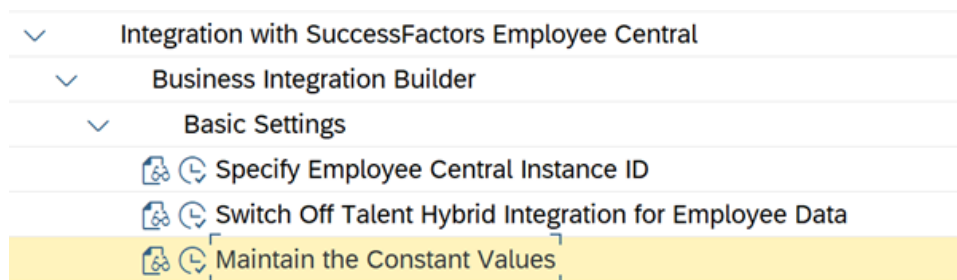 Integration with SuccessFactors Employee Central
Business Integration Builder
Basic Settings
Specify Employee Central Instance ID
Switch Off Talent Hybrid Integration for Employee Data
Maintain the Constant Values